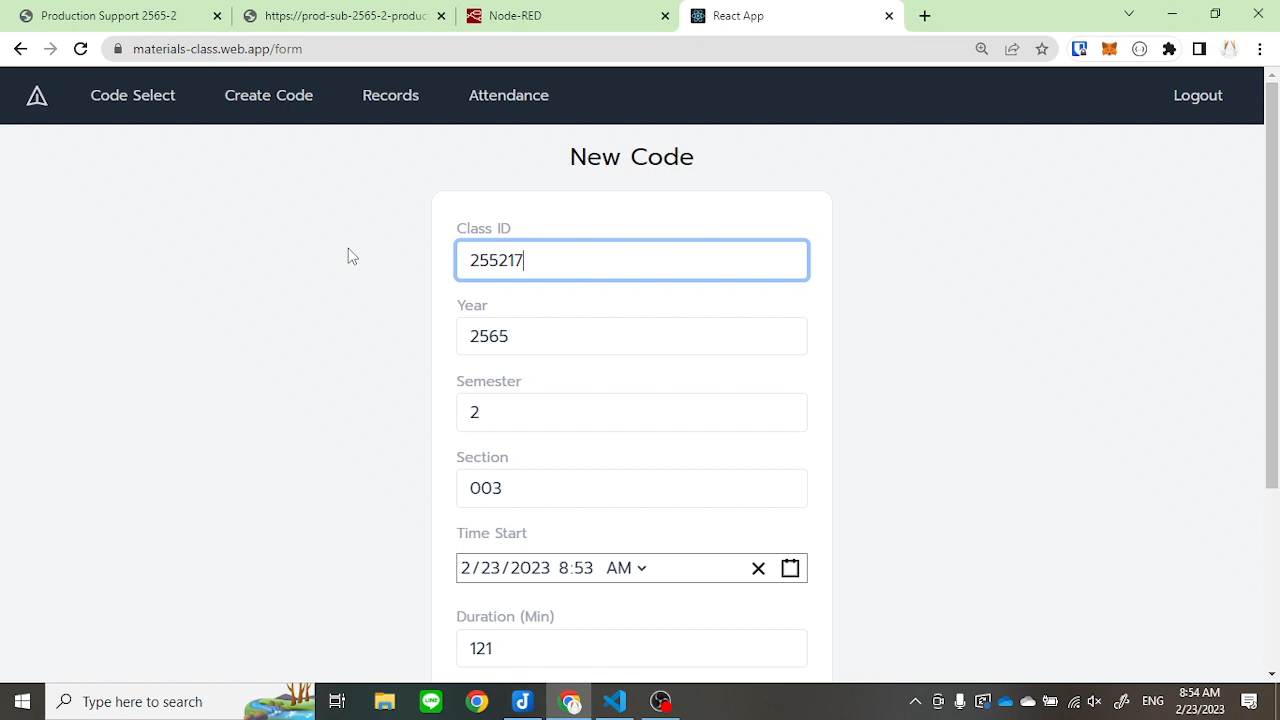 Production Support 2565-2
https://prod-sub-2565-2-produc
Node-RED
React App
materials-class.web.app/form
Code Select
Create Code
Records
Attendance
Logout
New Code
Class ID
255217
Year
2565
Semester
2
Section
003
Time Start
2/23/2023 8:53 AM
Duration (Min)
121
Type here to search
LINE
ENG
8:54 AM
2/23/2023